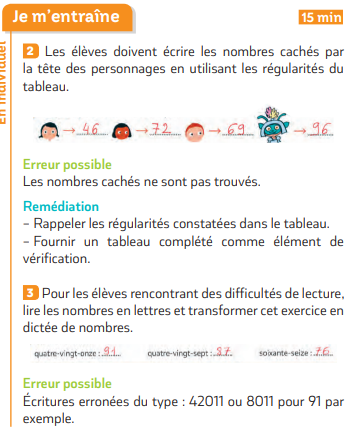 Je m'entraîne
15 min
En individuel
2 Les élèves doivent écrire les nombres cachés par
la tête des personnages en utilisant les régularités du
tableau.
→ 46 → 72 → 69 → 96
Erreur possible
Les nombres cachés ne sont pas trouvés.
Remédiation
– Rappeler les régularités constatées dans le tableau.
– Fournir un tableau complété comme élément de
vérification.
3 Pour les élèves rencontrant des difficultés de lecture,
lire les nombres en lettres et transformer cet exercice en
dictée de nombres.
quatre-vingt-onze : 91 quatre-vingt-sept : 87 soixante-seize : 76
Erreur possible
Écritures erronées du type : 42011 ou 8011 pour 91 par
exemple.